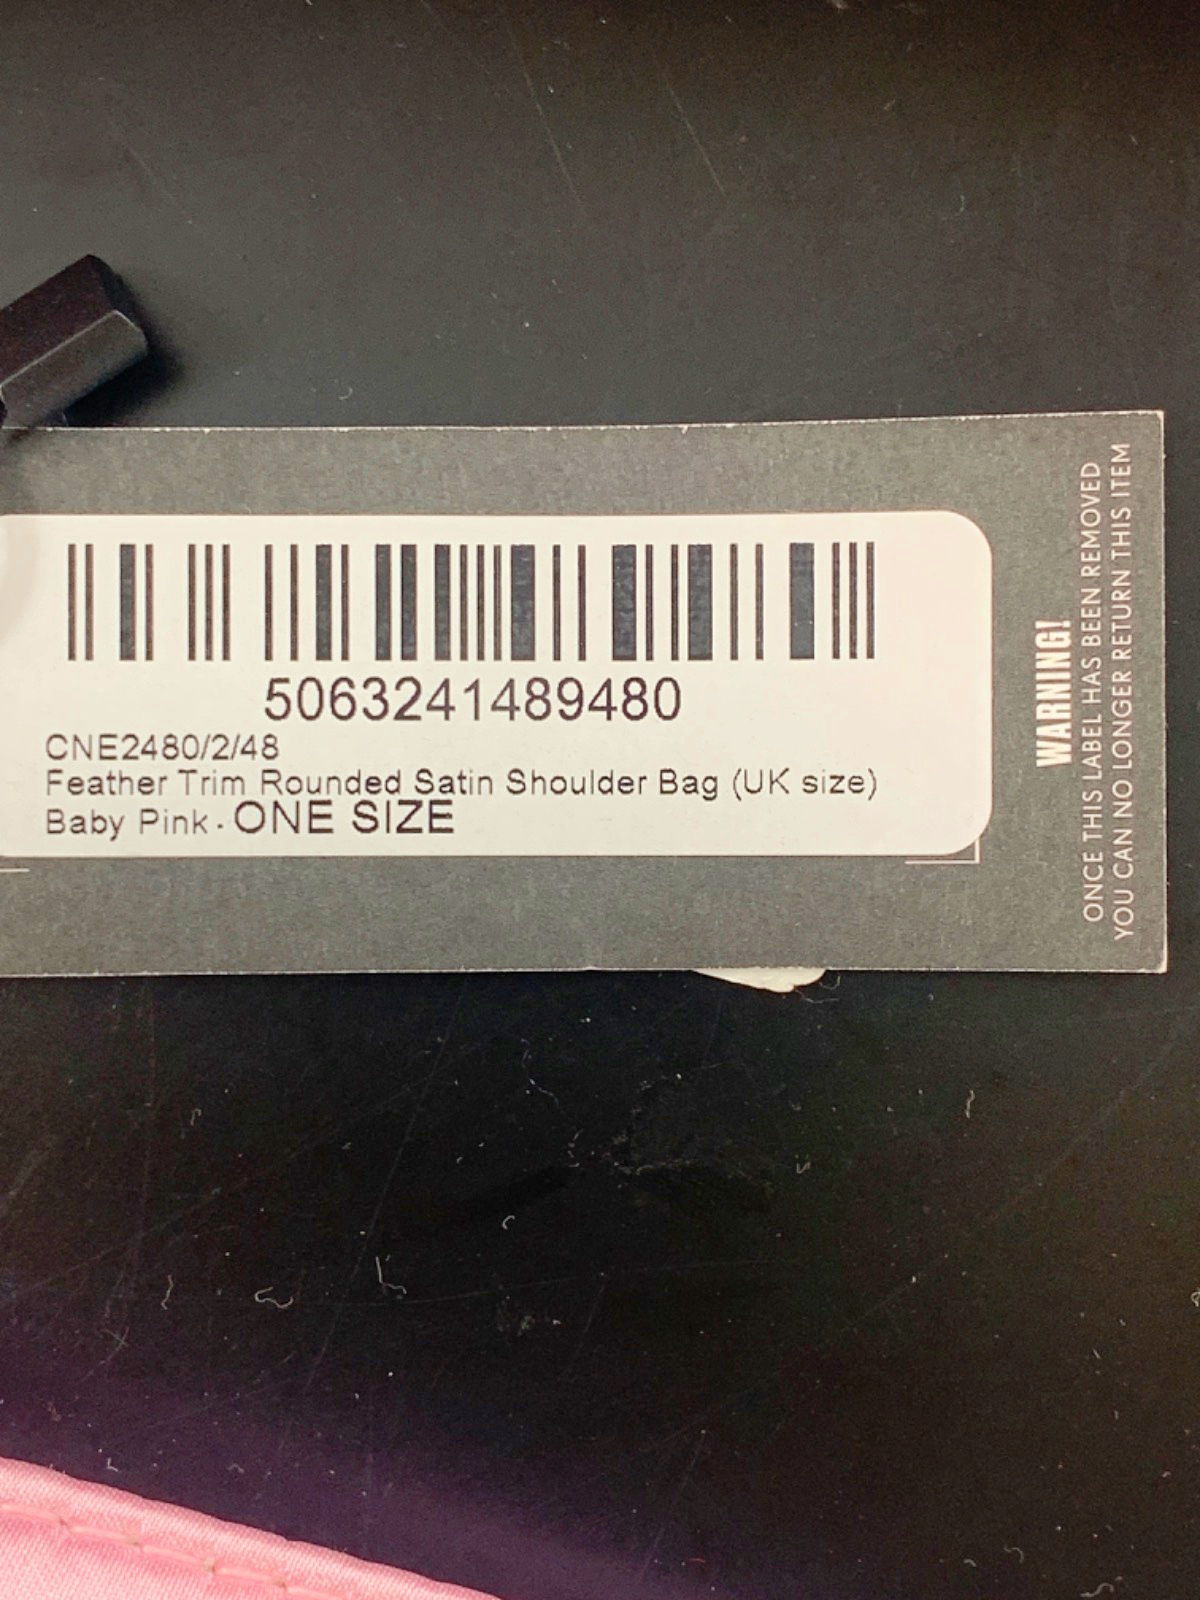 5063241489480
CNE2480/2/48
Feather Trim Rounded Satin Shoulder Bag (UK size)
Baby Pink - ONE SIZE
WARNING!
ONCE THIS LABEL HAS BEEN REMOVED
YOU CAN NO LONGER RETURN THIS ITEM